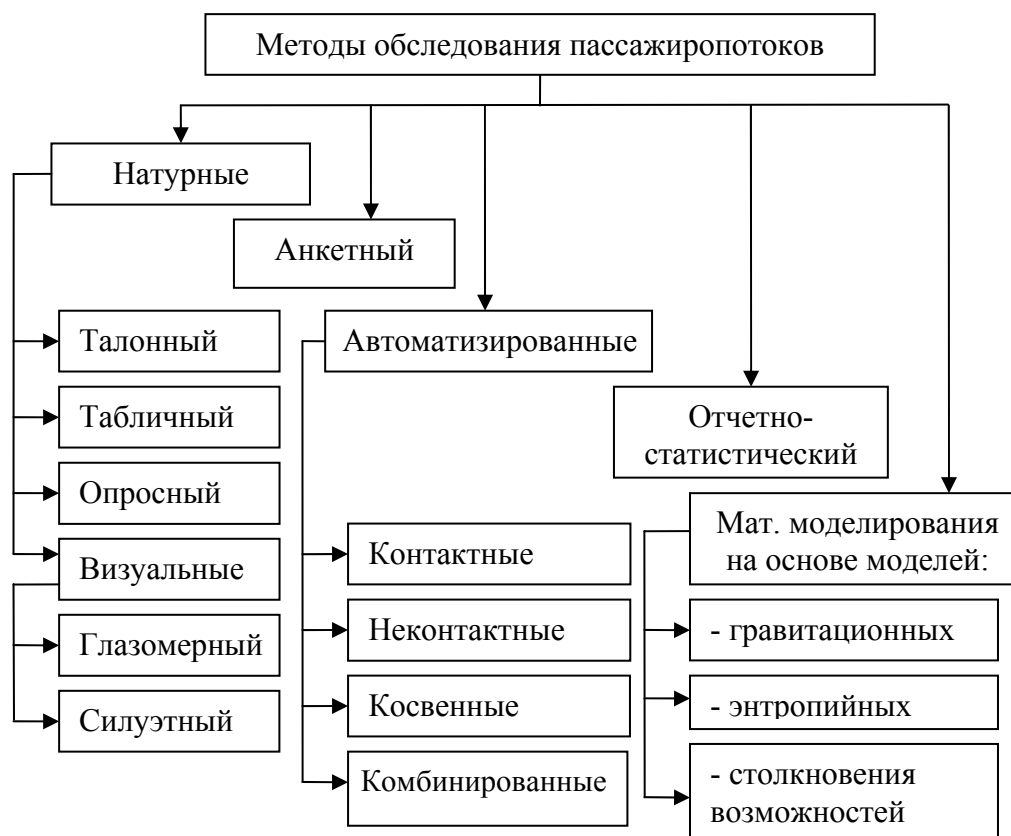 Методы обследования пассажиропотоков
Натурные
Анкетный
Талонный
Автоматизированные
Табличный
Отчетно-
статистический
Опросный
Мат. моделирования
на основе моделей:
Визуальные
Контактные
Глазомерный
Неконтактные
- гравитационных
Силуэтный
Косвенные
- энтропийных
Комбинированные
- столкновения
возможностей